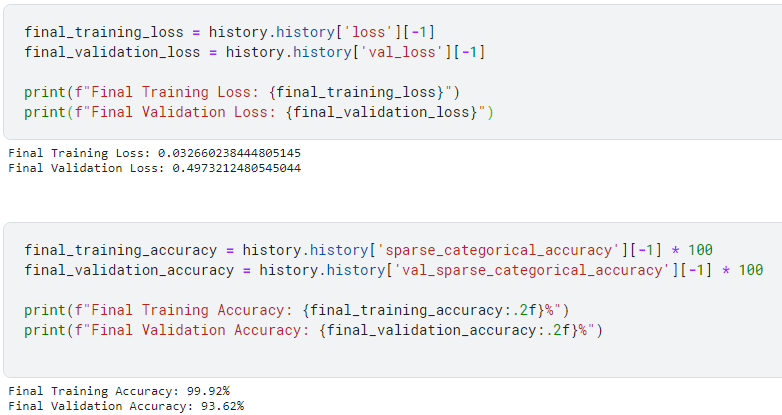 final_training_loss = history.history['loss'][-1]
final_validation_loss = history.history['val_loss'][-1]
print(f"Final Training Loss: {final_training_loss}")
print(f"Final Validation Loss: {final_validation_loss}")
Final Training Loss: 0.032660238444805145
Final Validation Loss: 0.4973212480545044
final_training_accuracy = history.history['sparse_categorical_accuracy'][-1] * 100
final_validation_accuracy = history.history['val_sparse_categorical_accuracy'][-1] * 100
print(f"Final Training Accuracy: {final_training_accuracy:.2f}%")
print(f"Final Validation Accuracy: {final_validation_accuracy:.2f}%")
Final Training Accuracy: 99.92%
Final Validation Accuracy: 93.62%